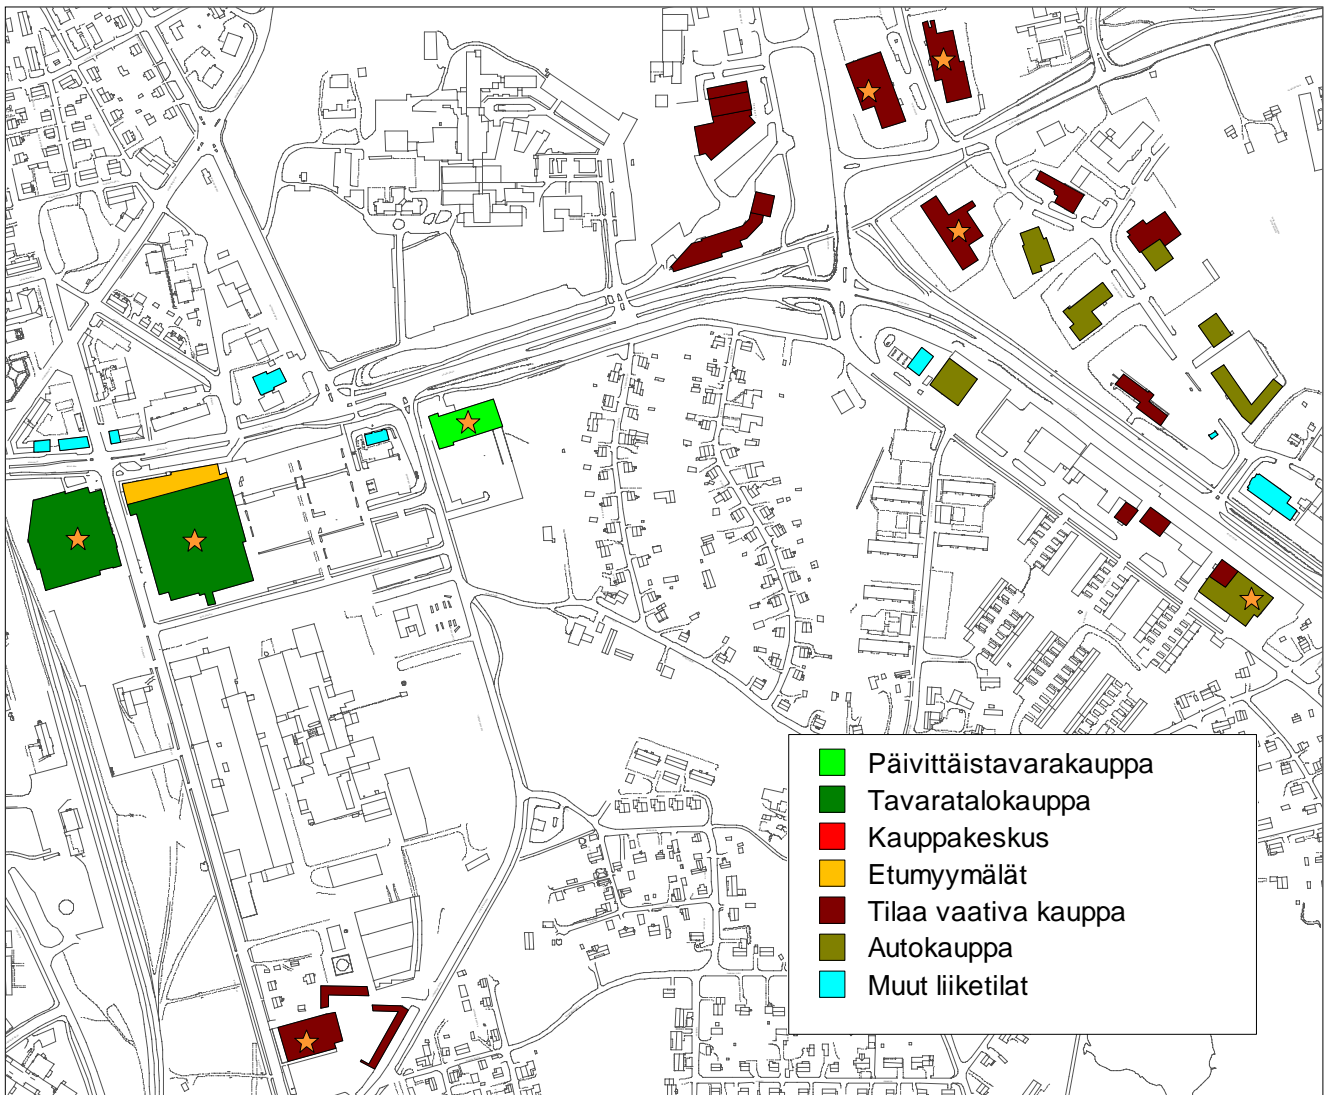 Päivittäistavarakauppa
Tavaratalokauppa
Kauppakeskus
Etumyymälät
Tilaa vaativa kauppa
Autokauppa
Muut liiketilat